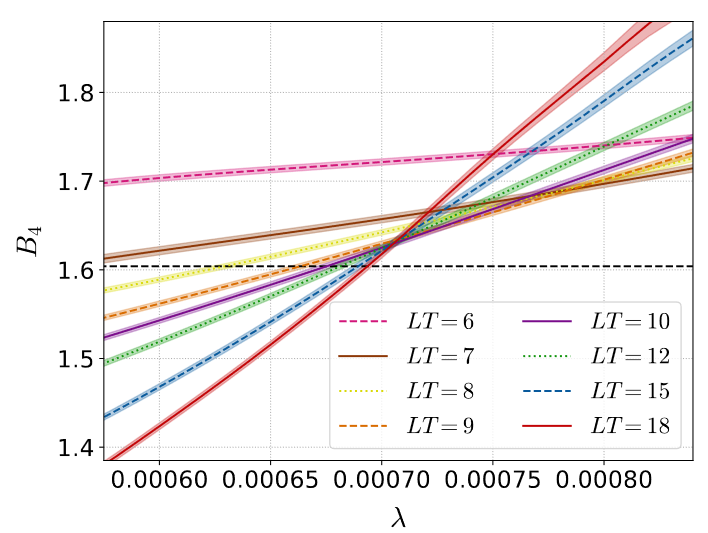 1.8
1.7
1.6
1.5
1.4
B₄
LT = 6
LT = 7
LT = 8
LT = 9
LT = 10
LT = 12
LT = 15
LT = 18
0.00060 0.00065 0.00070 0.00075 0.00080
λ